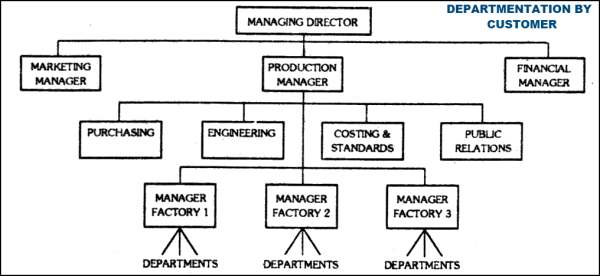 DEPARTMENTATION BY
CUSTOMER
MANAGING DIRECTOR
MARKETING
MANAGER
PRODUCTION
MANAGER
FINANCIAL
MANAGER
PURCHASING
ENGINEERING
COSTING &
STANDARDS
PUBLIC
RELATIONS
MANAGER
FACTORY 1
MANAGER
FACTORY 2
MANAGER
FACTORY 3
DEPARTMENTS
DEPARTMENTS
DEPARTMENTS